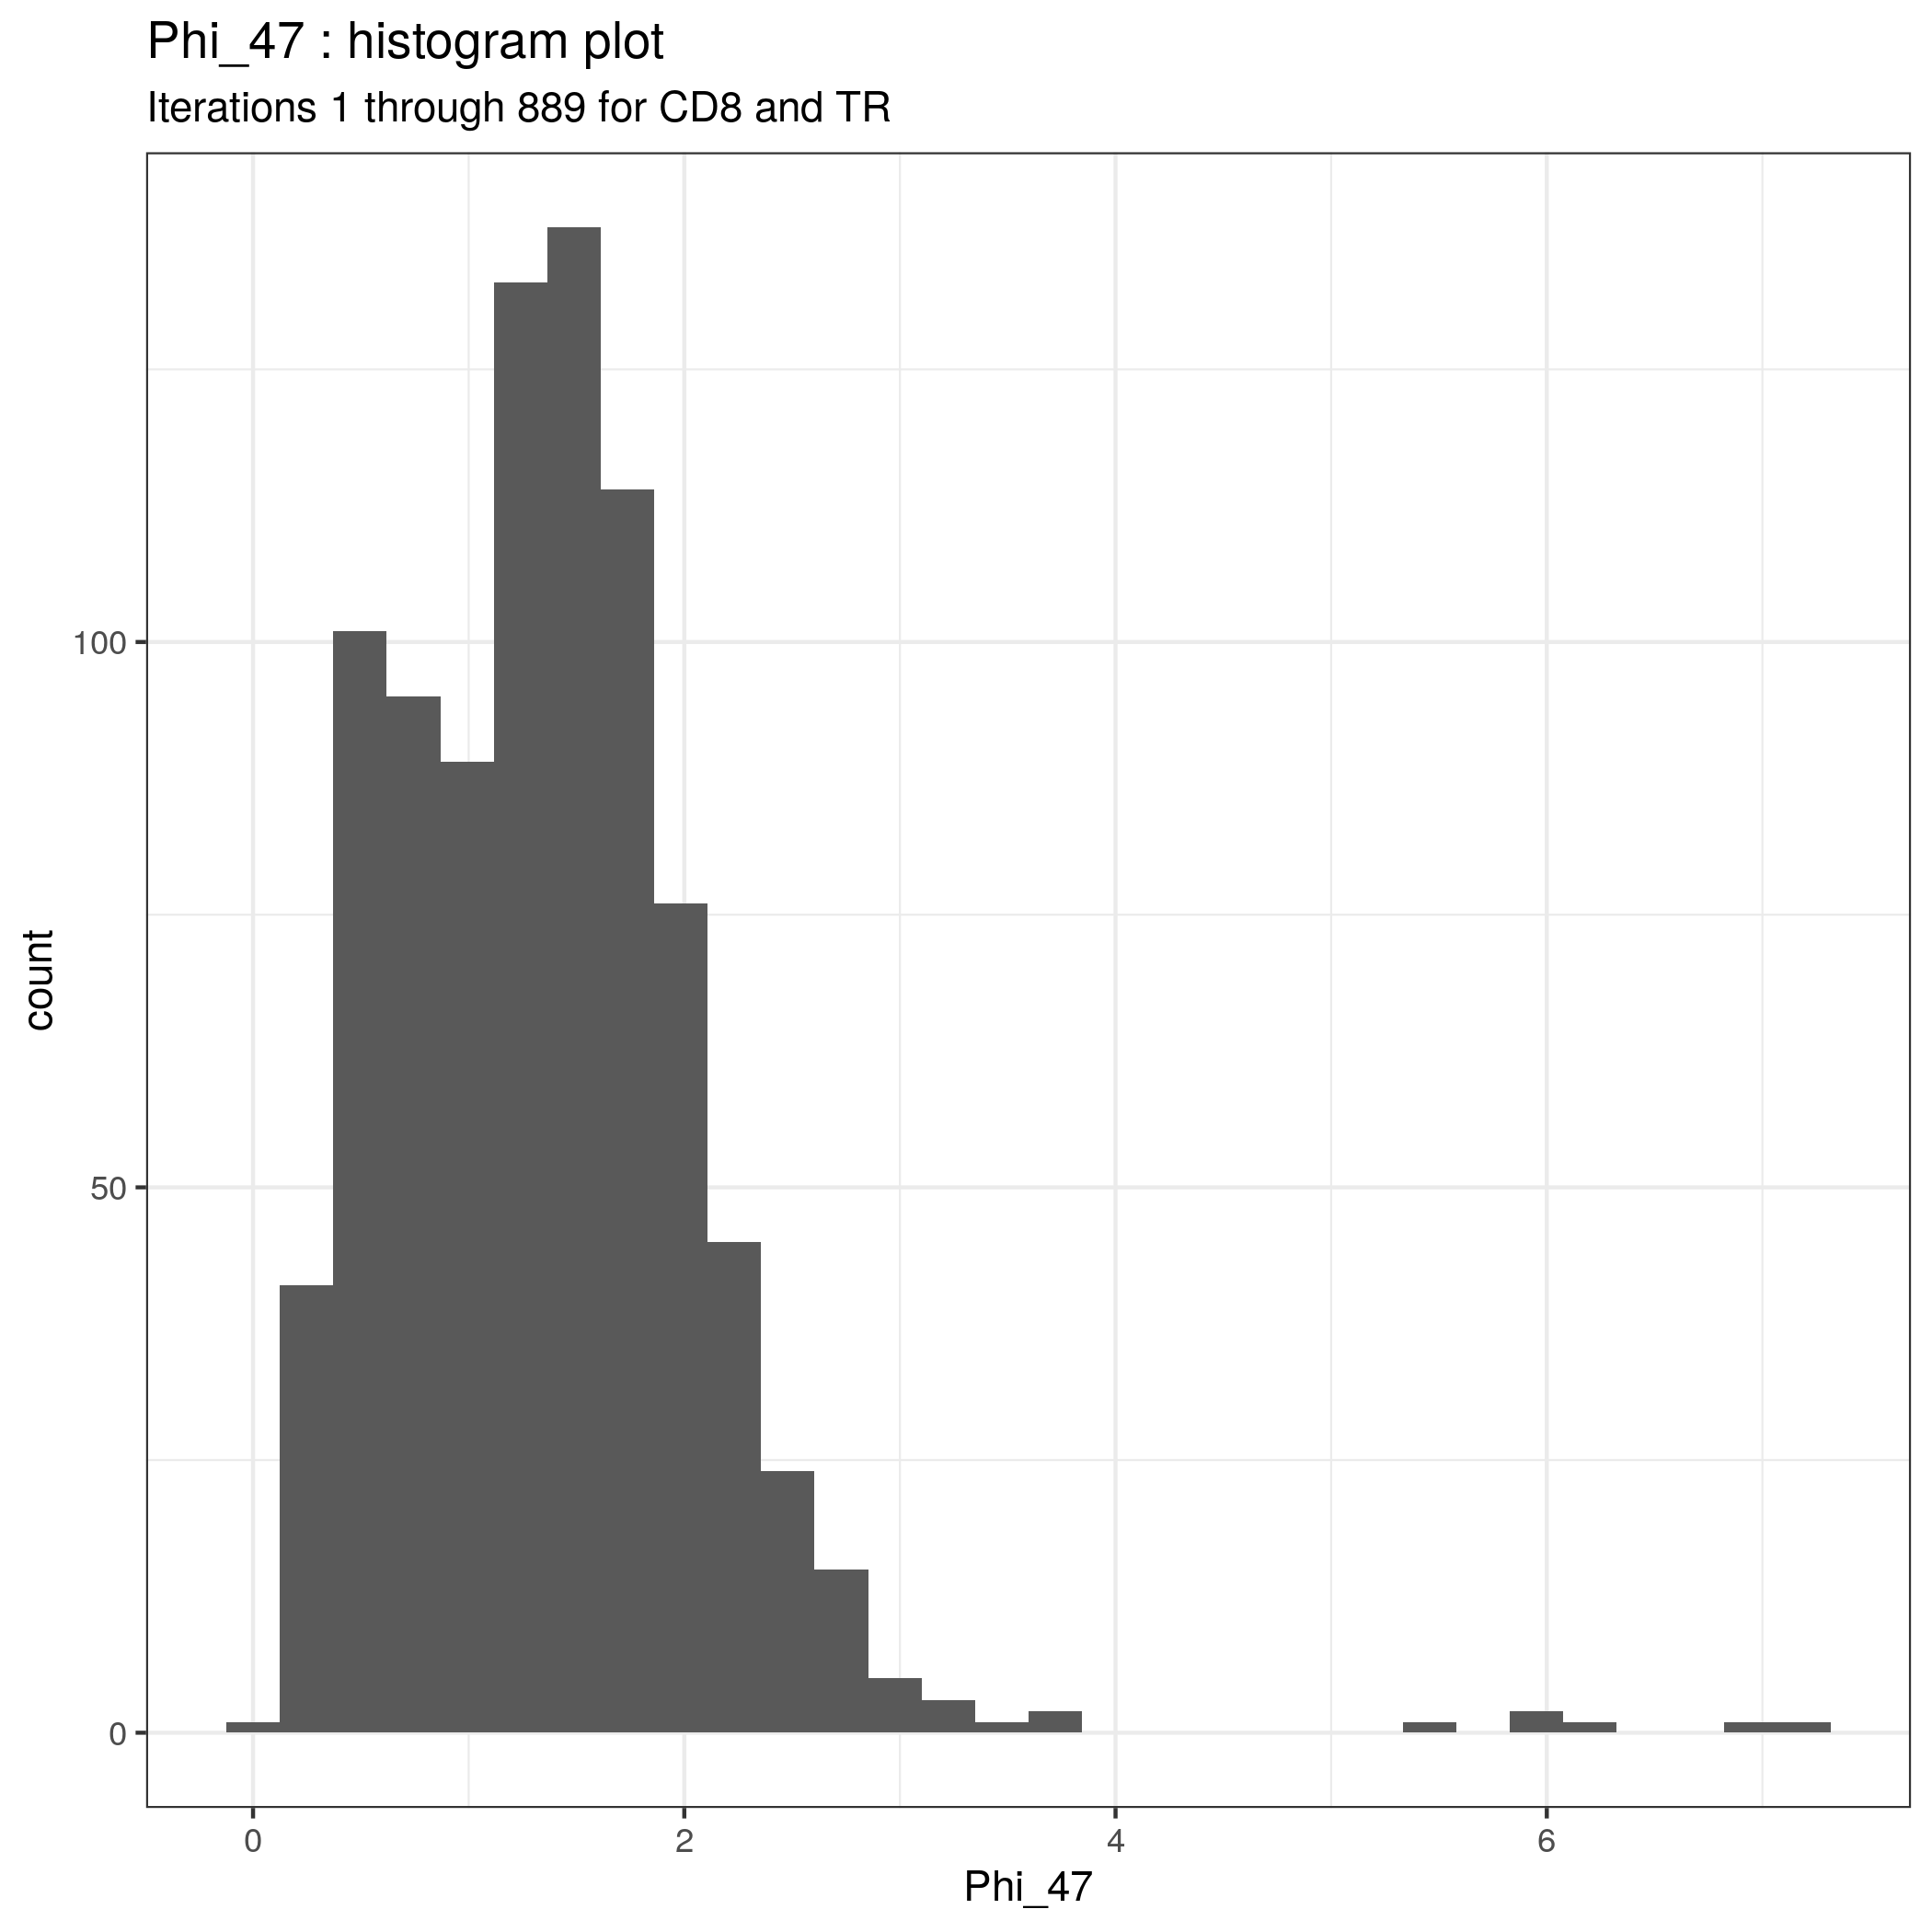 Phi_47 : histogram plot
Iterations 1 through 889 for CD8 and TR
count
100
50
0
0 2 4 6
Phi_47